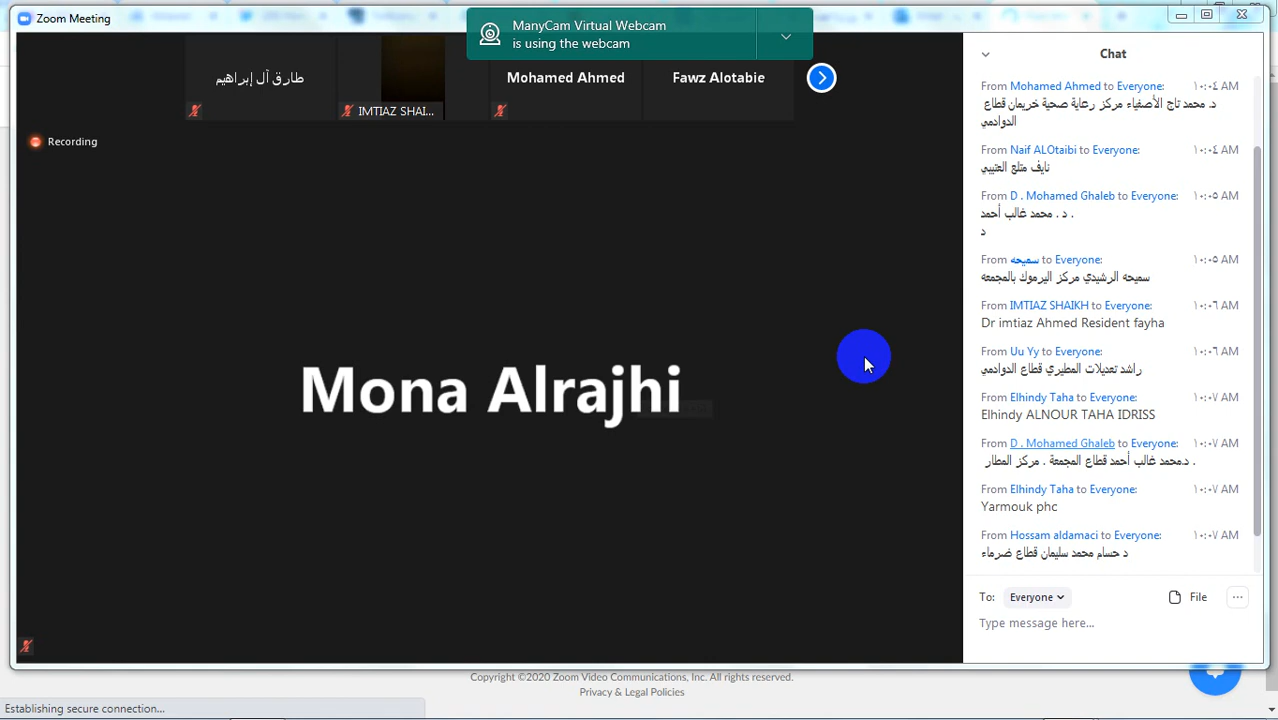 Zoom Meeting
ManyCam Virtual Webcam
is using the webcam
طارق آل إبراهيم
IMTIAZ SHAI...
Mohamed Ahmed
Fawz Alotabie
Recording
Mona Alrajhi
Chat
From Mohamed Ahmed to Everyone: ١٠:٠٤ AM
د. محمد تاج الأصفياء مركز رعاية صحية خريمان قطاع
الدوادمي
From Naif ALOtaibi to Everyone: ١٠:٠٤ AM
نايف متلع العتيبي
From D . Mohamed Ghaleb to Everyone: ١٠:٠٥ AM
. د . محمد غالب أحمد
د
From سميحه to Everyone: ١٠:٠٥ AM
سميحه الرشيدي مركز اليرموك بالمجمعه
From IMTIAZ SHAIKH to Everyone: ١٠:٠٦ AM
Dr imtiaz Ahmed Resident fayha
From Uu Yy to Everyone: ١٠:٠٦ AM
راشد تعديلات المطيري قطاع الدوادمي
From Elhindy Taha to Everyone: ١٠:٠٧ AM
Elhindy ALNOUR TAHA IDRISS
From D . Mohamed Ghaleb to Everyone: ١٠:٠٧ AM
. د.محمد غالب أحمد قطاع المجمعة . مركز المطار
From Elhindy Taha to Everyone: ١٠:٠٧ AM
Yarmouk phc
From Hossam aldamaci to Everyone: ١٠:٠٧ AM
د حسام محمد سليمان قطاع ضرماء
To: Everyone File
Type message here...
Copyright ©2020 Zoom Video Communications, Inc. All rights reserved.
Privacy & Legal Policies
Establishing secure connection...